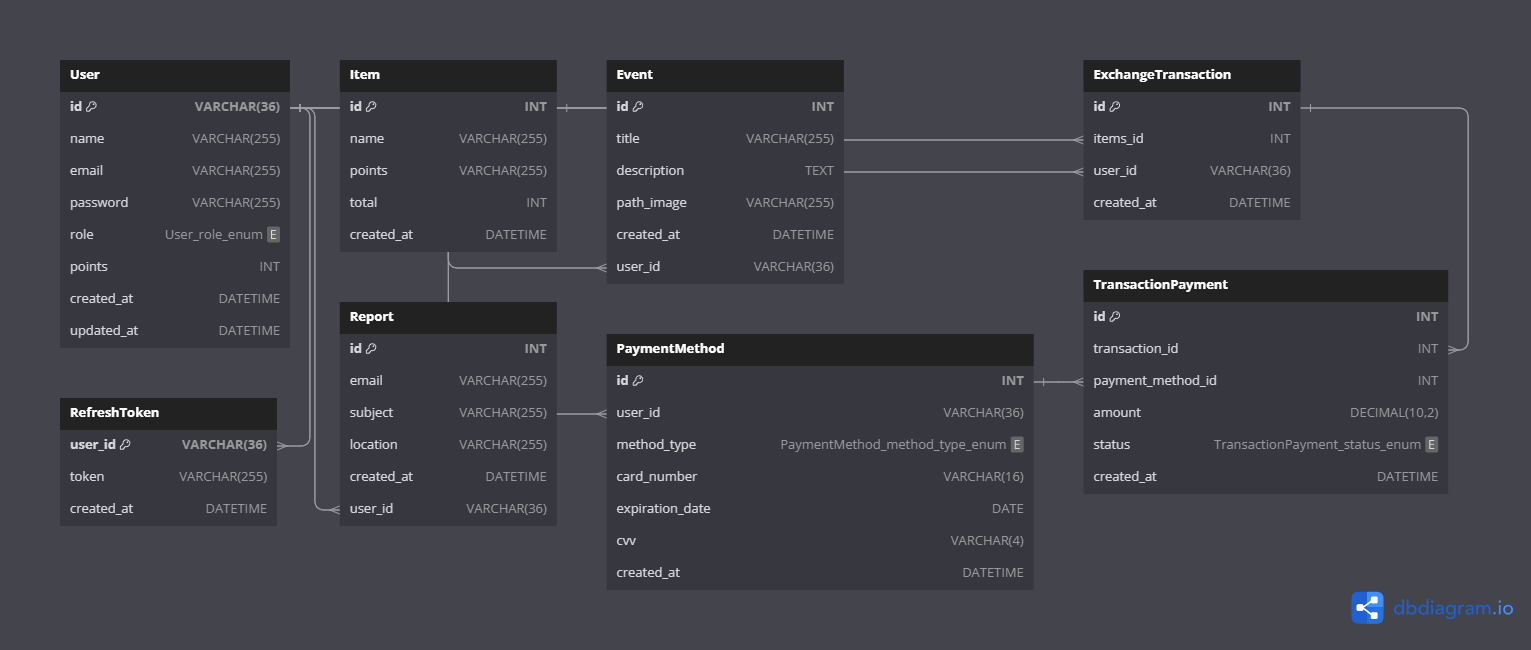 User
id VARCHAR(36)
name VARCHAR(255)
email VARCHAR(255)
password VARCHAR(255)
role User_role_enum E
points INT
created_at DATETIME
updated_at DATETIME
RefreshToken
user_id VARCHAR(36)
token VARCHAR(255)
created_at DATETIME
Item
id INT
name VARCHAR(255)
points VARCHAR(255)
total INT
created_at DATETIME
Report
id INT
email VARCHAR(255)
subject VARCHAR(255)
location VARCHAR(255)
created_at DATETIME
user_id VARCHAR(36)
Event
id INT
title VARCHAR(255)
description TEXT
path_image VARCHAR(255)
created_at DATETIME
user_id VARCHAR(36)
PaymentMethod
id INT
user_id VARCHAR(36)
method_type PaymentMethod_method_type_enum E
card_number VARCHAR(16)
expiration_date DATE
cvv VARCHAR(4)
created_at DATETIME
ExchangeTransaction
id INT
items_id INT
user_id VARCHAR(36)
created_at DATETIME
TransactionPayment
id INT
transaction_id INT
payment_method_id INT
amount DECIMAL(10,2)
status TransactionPayment_status_enum E
created_at DATETIME
dbdiagram.io